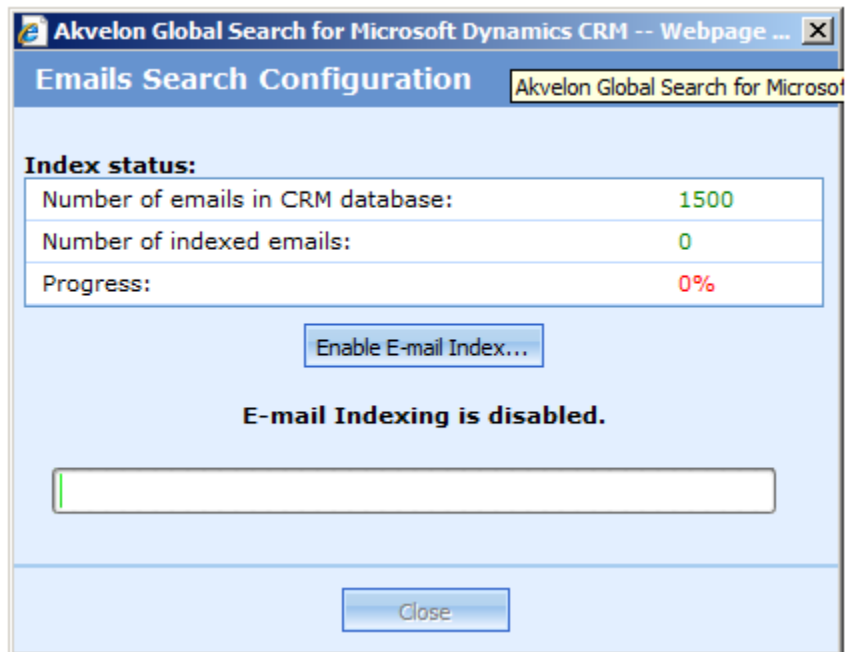 Akvelon Global Search for Microsoft Dynamics CRM -- Webpage ...
Emails Search Configuration
Akvelon Global Search for Microsof
Index status:
Number of emails in CRM database: 1500
Number of indexed emails: 0
Progress: 0%
Enable E-mail Index...
E-mail Indexing is disabled.
Close